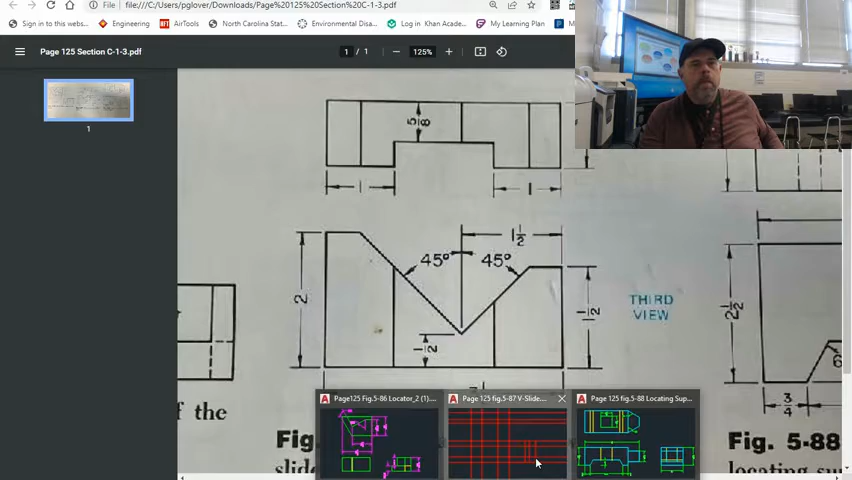 File
file:///C:/Users/pglover/Downloads/Page%20125%20Section%20C-1-3.pdf
Sign in to website's...
Engineering
AirTools
North Carolina Stat...
Environmental Disa...
Log in Khan Acade...
My Learning Plan
Page 125 Section C-1-3.pdf
1 / 1
125%
1
5/8
1
1
1 1/2
45°
45°
2
1/2
1 1/2
THIRD
VIEW
2 1/2
6
3/4
f the
Page125 Fig.5-86 Locator_2 (1)....
Page 125 fig.5-87 V-Slide...
Page 125 fig.5-88 Locating Sup...
Fig.
slide
Fig. 5-88
locating su